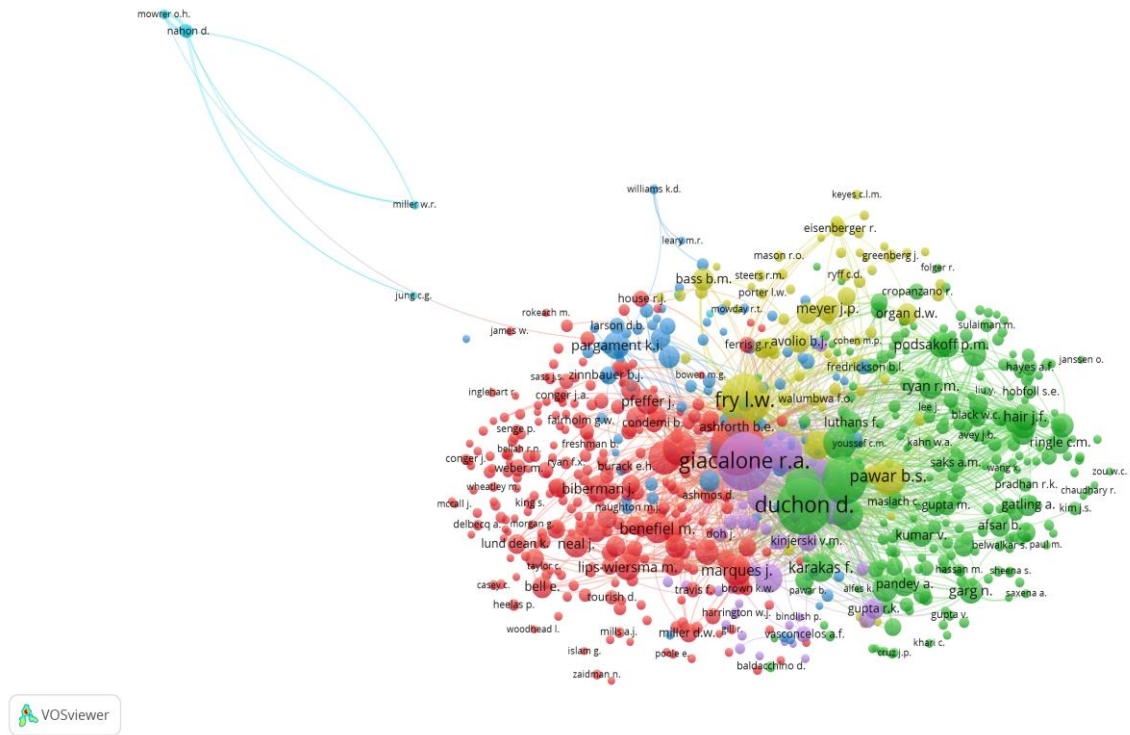 mowrer o.h.
nahon d.
miller w.r.
williams k.d.
keyes c.l.m.
leary m.r.
eisenberger r.
mason r.o.
greenberg j.
jung c.g.
bass b.m.
steers r.m.
ryff c.d.
folger r.
house r.j.
porter l.w.
cropanzano r.
rokeach m.
mowday r.t.
meyer j.p.
organ d.w.
james w.
larson d.b.
sulaiman m.
ferris g.r.
avolio b.j.
cohen m.p.
podsakoff p.m.
pargament k.i.
janssen o.
zinnbauer b.j.
bowen m.g.
fredrickson b.l.
hayes a.f.
sass j.s.
inglehart r.
conger j.a.
pfeffer j.
fry l.w.
walumbwa f.o.
ryan r.m.
liu y.
hobfoll s.e.
lee j.
fairholm g.w.
condemi b.
ashforth b.e.
luthans f.
black w.c.
hair j.f.
senge p.
freshman b.
youssef c.m.
kahn w.a.
avey j.b.
ringle c.m.
bellah r.n.
conger j.
weber m.
ryan f.x.
burack e.h.
giacalone r.a.
saks a.m.
wang x.
zou w.c.
wheatley m.
biberman j.
ashmos d.
pawar b.s.
pradhan r.k.
chaudhary r.
mccall j.
king s.
naughton m.j.
duchon d.
maslach c.
gupta m.
gatling a.
kim j.s.
delbecq a.
morgan g.
benefiel m.
doh j.
kinjerski v.m.
kumar v.
afsar b.
lund dean k.
neal j.
belwalkar s.
paul m.
taylor c.
lips-wiersma m.
marques j.
karakas f.
hassan m.
sheena s.
casey c.
bell e.
travis f.
brown k.w.
pawar b.
alfes k.
pandey a.
garg n.
saxena a.
heelas p.
tourish d.
harrington w.j.
bindlish p.
gupta r.k.
gupta v.
woodhead l.
mills a.j.
miller d.w.
gill r.
vasconcelos a.f.
khari c.
islam g.
poole e.
cruz j.p.
zaidman n.
baldacchino d.
VOSviewer